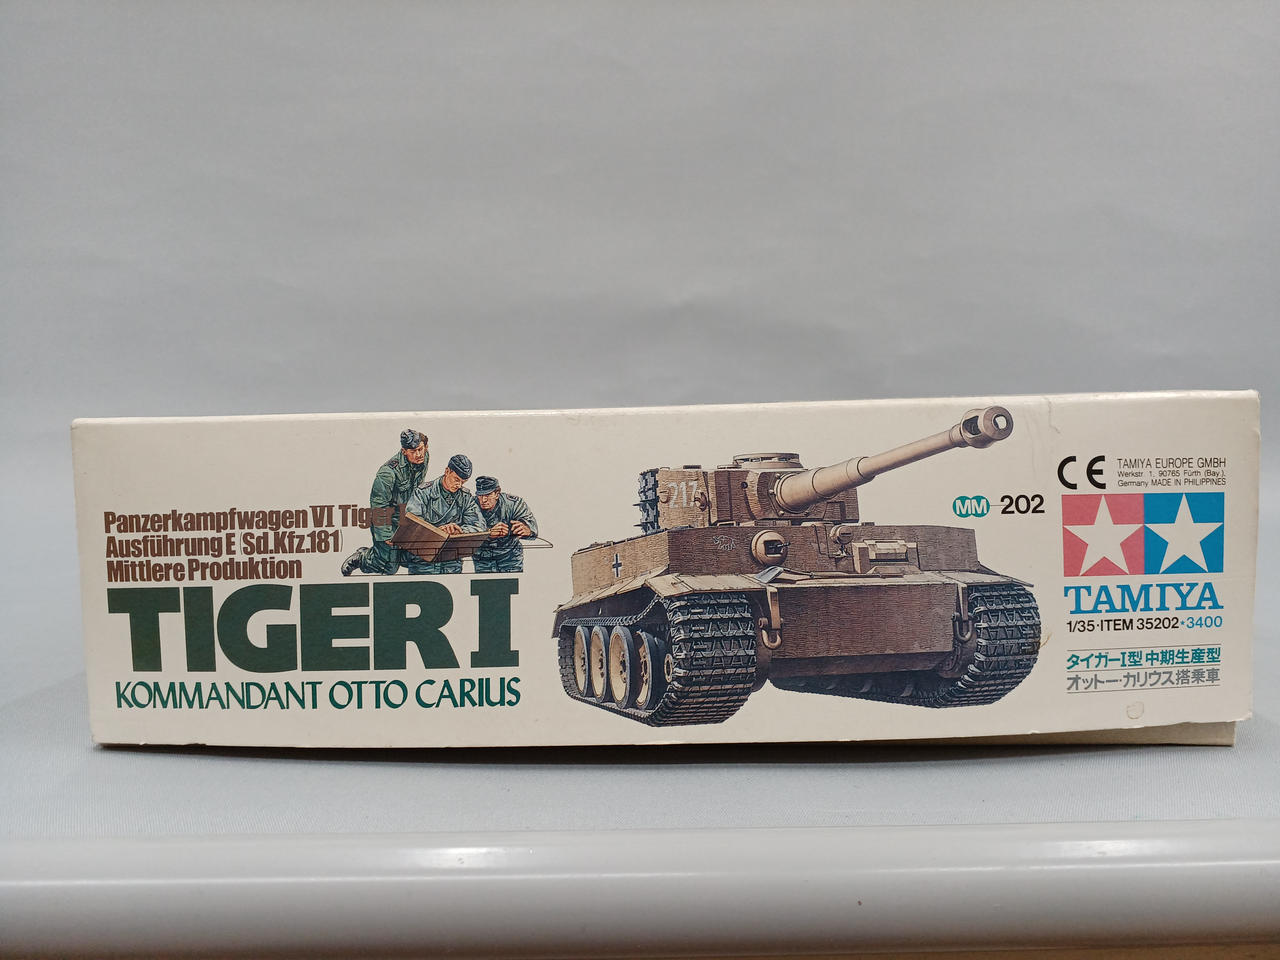 Panzerkampfwagen VI Tiger
Ausführung E (Sd.Kfz.181)
Mittlere Produktion
TIGER I
KOMMANDANT OTTO CARIUS
217
MM 202
CE
TAMIYA EUROPE GMBH
Werkstr. 1, 90765 Fürth (Bay.),
Germany MADE IN PHILIPPINES
TAMIYA
1/35・ITEM 35202★3400
タイガーI型 中期生産型
オットー・カリウス搭乗車